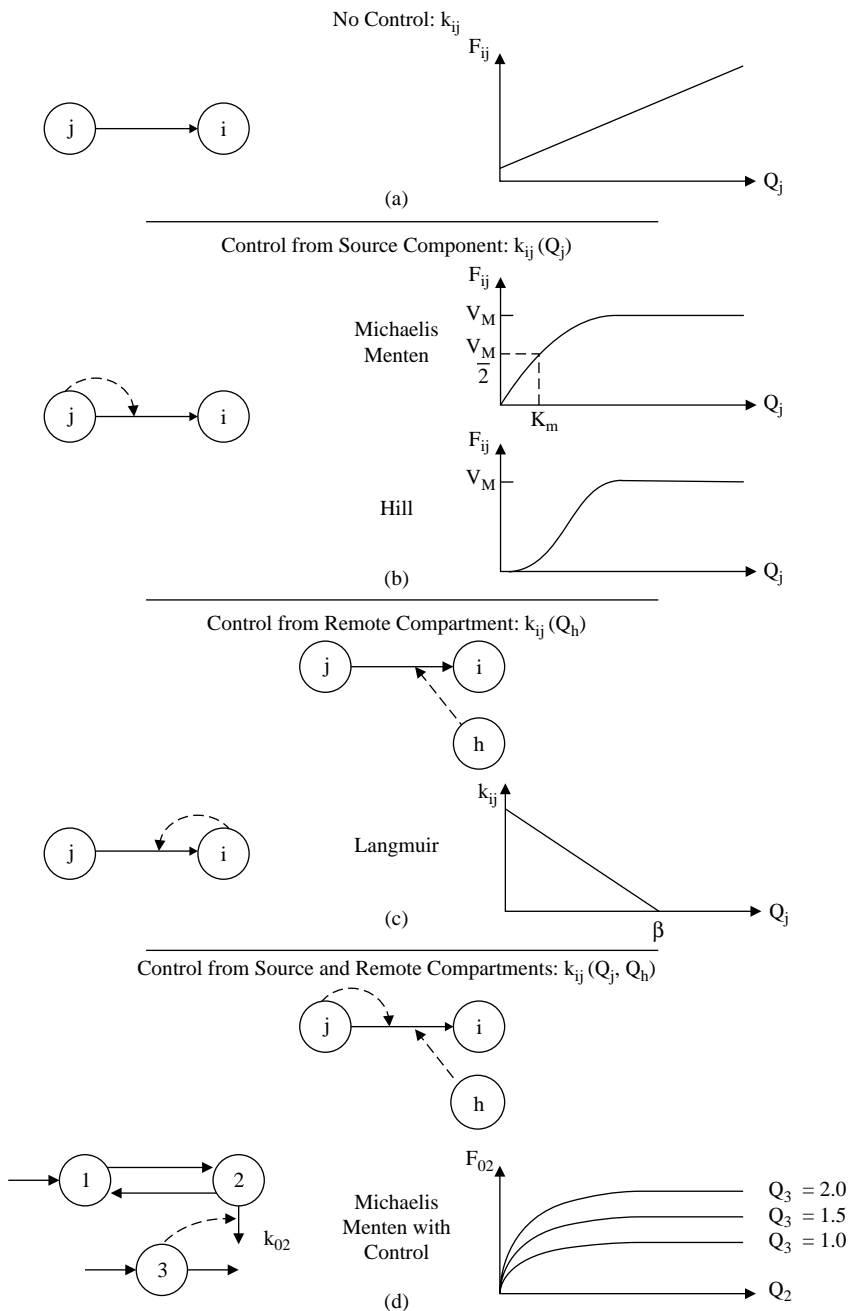 No Control: k_ij
F_ij
j
i
Q_j
(a)
Control from Source Component: k_ij (Q_j)
F_ij
V_M
Michaelis
Menten
V_M
2
j
i
K_m
Q_j
F_ij
V_M
Hill
Q_j
(b)
Control from Remote Compartment: k_ij (Q_h)
j
i
h
k_ij
j
i
Langmuir
Q_j
β
(c)
Control from Source and Remote Compartments: k_ij (Q_j, Q_h)
j
i
h
1
2
k_02
3
F_02
Michaelis
Menten with
Control
Q_3 = 2.0
Q_3 = 1.5
Q_3 = 1.0
Q_2
(d)